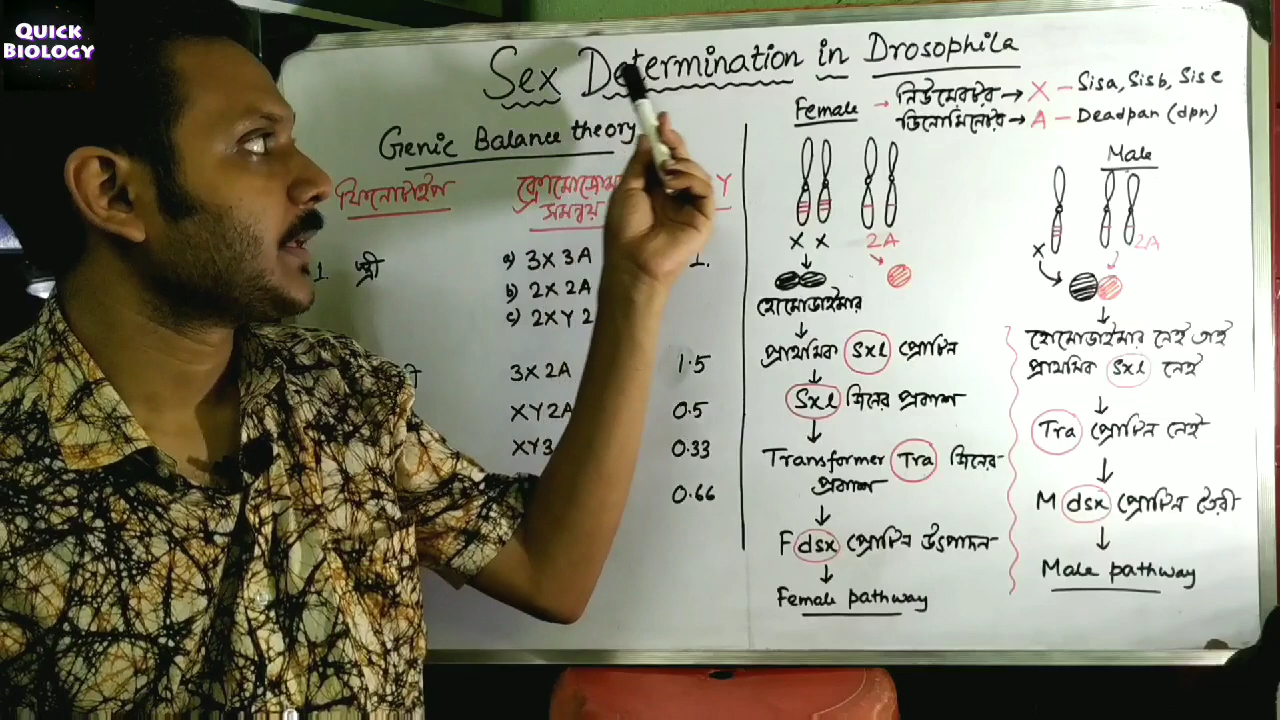 QUICK
BIOLOGY
Sex Determination in Drosophila
Genic Balance theory
ফিনোটাইপ
সমন্বয়
Y
1. স্ত্রী
a) 3X 3A
1.
b) 2X 2A
c) 2XY 2
3X 2A
1.5
XY 2A
0.5
XY3
0.33
0.66
Female → নিউমেরেটর → X — Sisa, Sisb, Sisc
ডিনোমিনেটর → A — Deadpan (dpn)
X X
2A
হোমোডাইমার
প্রাথমিক Sxl প্রোটিন
Sxl জিনের প্রকাশ
Transformer Tra জিনের
প্রকাশ
F dsx প্রোটিন উৎপাদন
Female pathway
Male
X
2A
হোমোডাইমার নেই তাই
প্রাথমিক Sxl নেই
Tra প্রোটিন নেই
M dsx প্রোটিন তৈরী
Male pathway